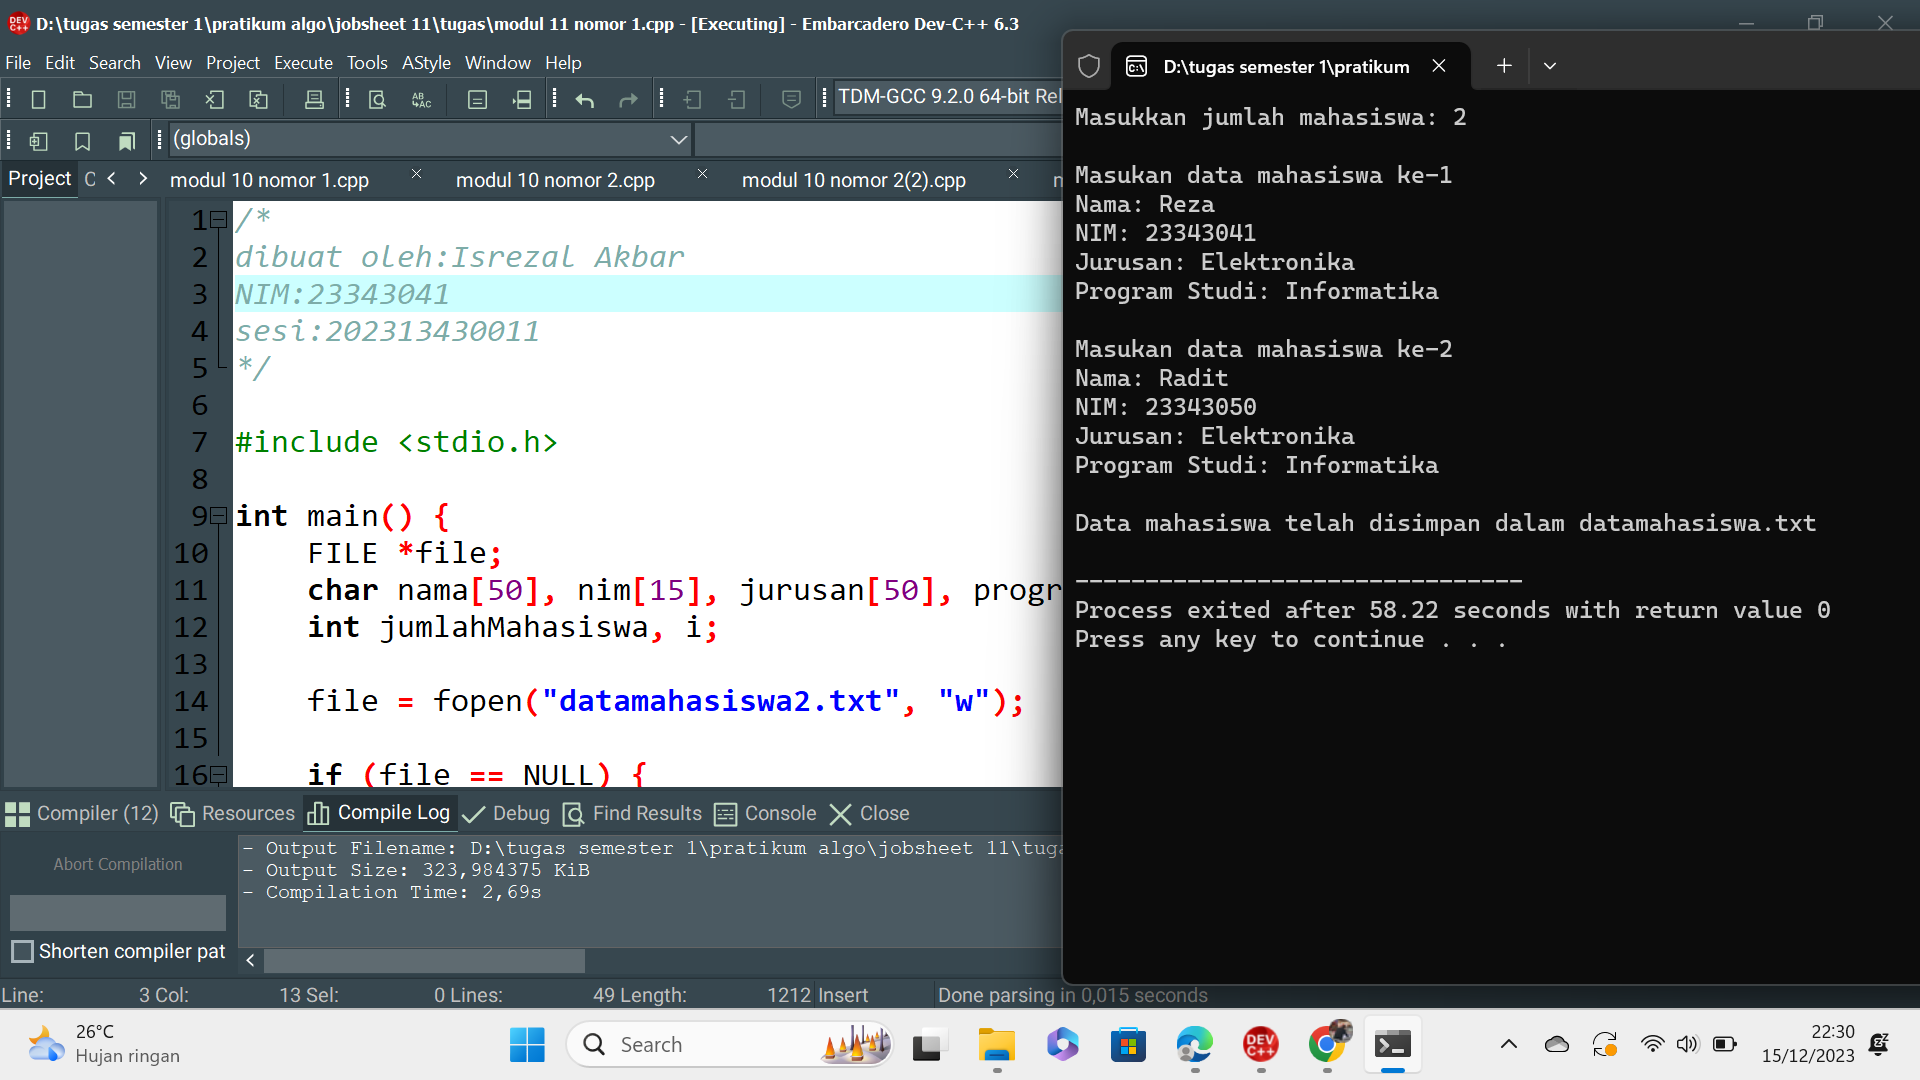 D:\tugas semester 1\pratikum algo\jobsheet 11\tugas\modul 11 nomor 1.cpp - [Executing] - Embarcadero Dev-C++ 6.3
File Edit Search View Project Execute Tools AStyle Window Help
TDM-GCC 9.2.0 64-bit Rel
(globals)
Project C modul 10 nomor 1.cpp modul 10 nomor 2.cpp modul 10 nomor 2(2).cpp
1 /*
2 dibuat oleh:Isrezal Akbar
3 NIM:23343041
4 sesi:202313430011
5 */
6
7 #include <stdio.h>
8
9 int main() {
10 FILE *file;
11 char nama[50], nim[15], jurusan[50], progr
12 int jumlahMahasiswa, i;
13
14 file = fopen("datamahasiswa2.txt", "w");
15
16 if (file == NULL) {
Compiler (12) Resources Compile Log Debug Find Results Console Close
Abort Compilation
Shorten compiler pat
- Output Filename: D:\tugas semester 1\pratikum algo\jobsheet 11\tuga
- Output Size: 323,984375 KiB
- Compilation Time: 2,69s
Line: 3 Col: 13 Sel: 0 Lines: 49 Length: 1212 Insert Done parsing in 0,015 seconds
D:\tugas semester 1\pratikum
Masukkan jumlah mahasiswa: 2
Masukan data mahasiswa ke-1
Nama: Reza
NIM: 23343041
Jurusan: Elektronika
Program Studi: Informatika
Masukan data mahasiswa ke-2
Nama: Radit
NIM: 23343050
Jurusan: Elektronika
Program Studi: Informatika
Data mahasiswa telah disimpan dalam datamahasiswa.txt
--------------------------------
Process exited after 58.22 seconds with return value 0
Press any key to continue . . .
26°C
Hujan ringan
Search
DEV C++
22:30
15/12/2023